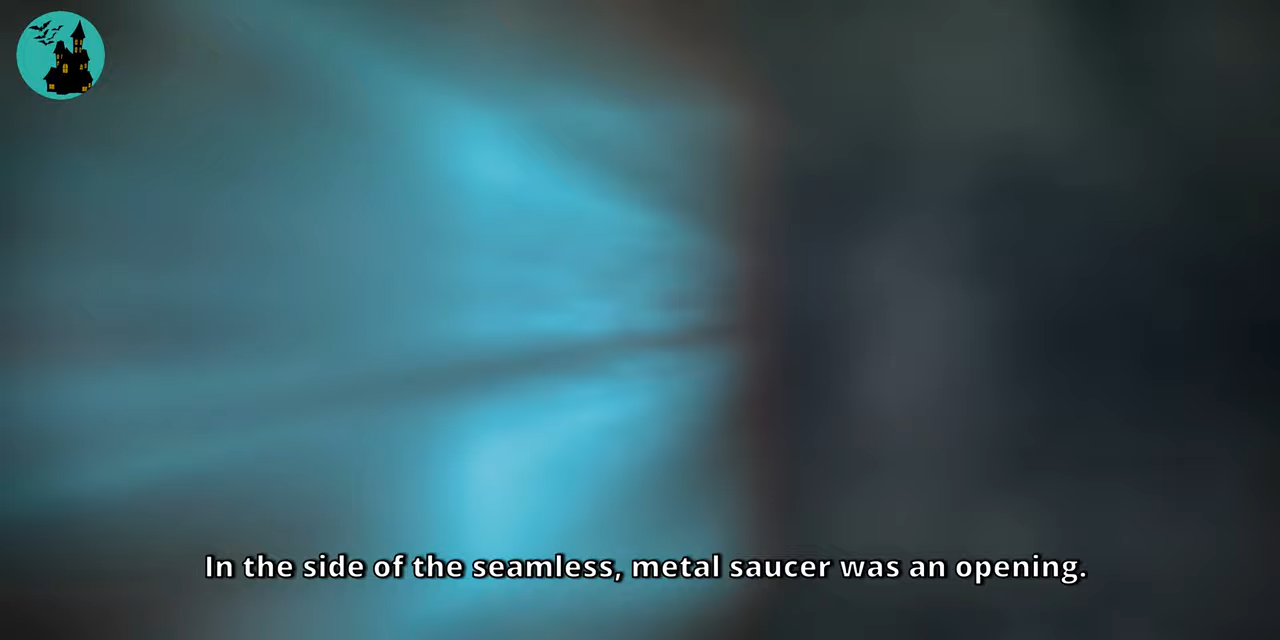 In the side of the seamless, metal saucer was an opening.